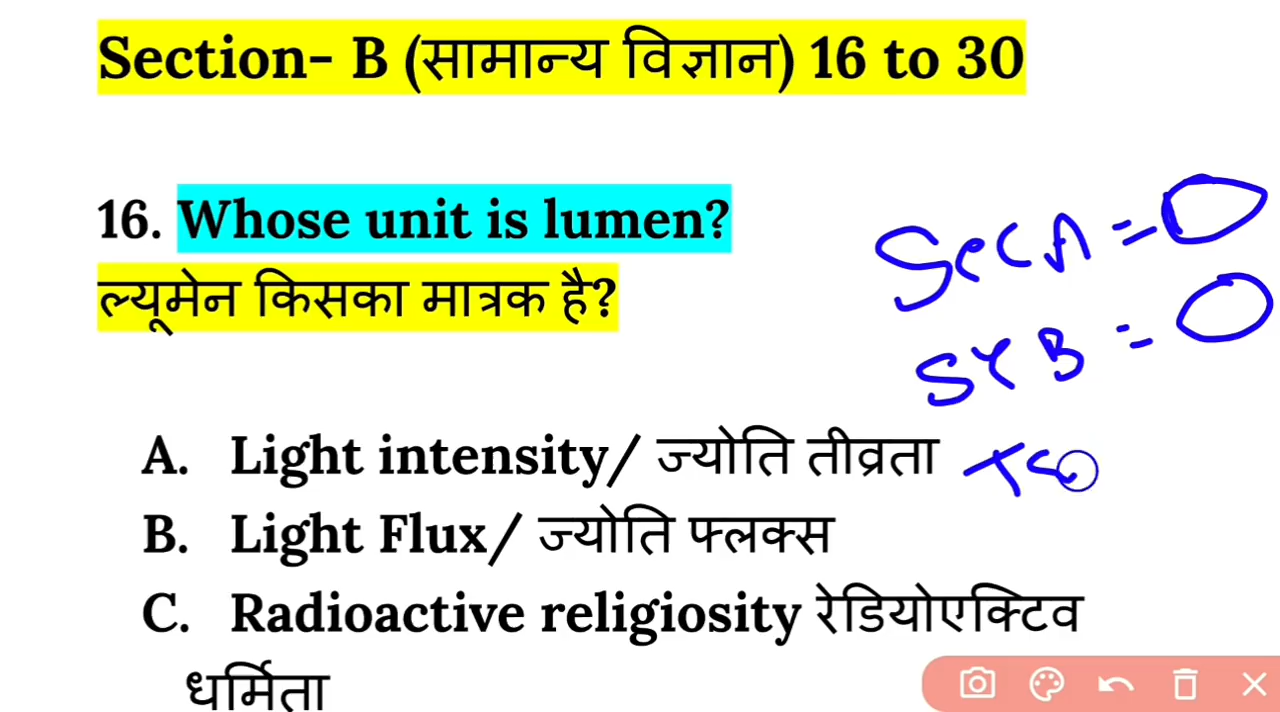 Section- B (सामान्य विज्ञान) 16 to 30
16. Whose unit is lumen?
ल्यूमेन किसका मात्रक है?
Sec A =
B =
A. Light intensity/ ज्योति तीव्रता
B. Light Flux/ ज्योति फ्लक्स
C. Radioactive religiosity रेडियोएक्टिव
धर्मिता